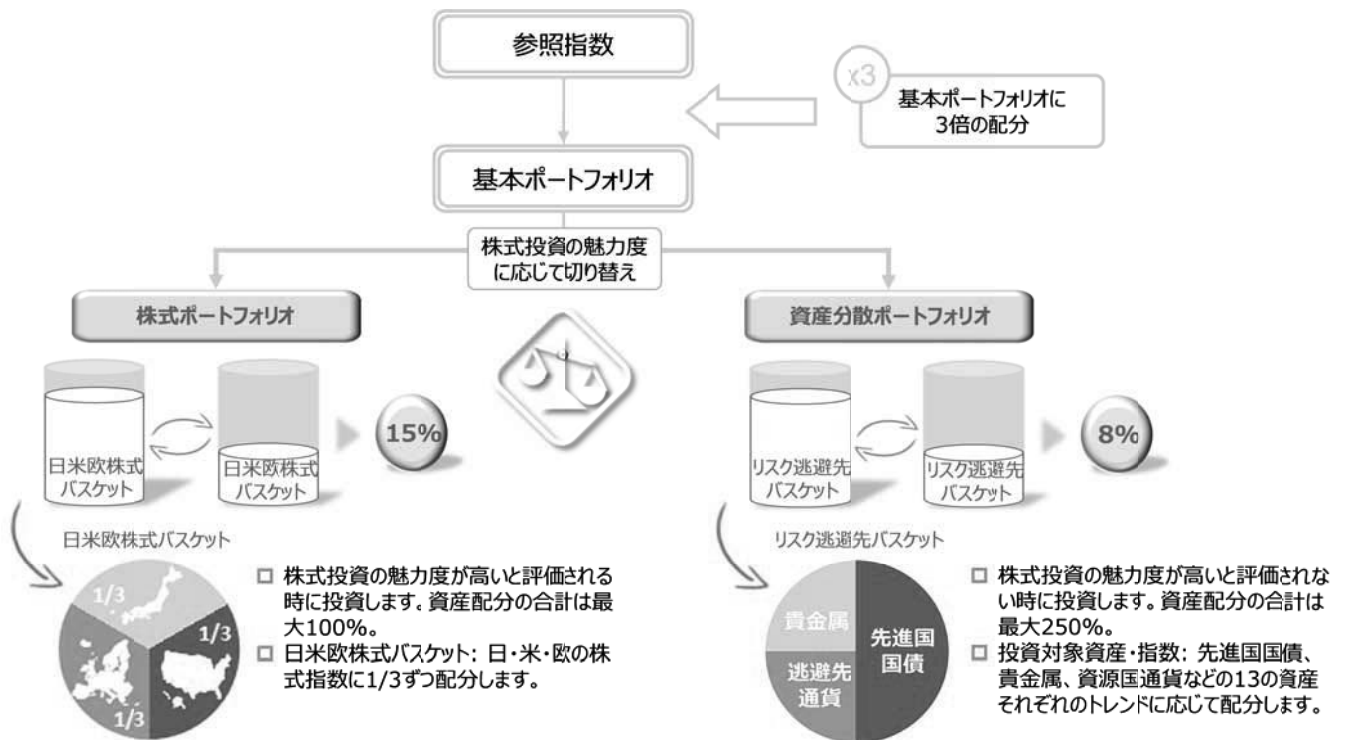 参照指数
x3
基本ポートフォリオに
3倍の配分
基本ポートフォリオ
株式投資の魅力度
に応じて切り替え
株式ポートフォリオ
日米欧株式
バスケット
日米欧株式
バスケット
15%
日米欧株式バスケット
1/3
1/3
1/3
□ 株式投資の魅力度が高いと評価される
時に投資します。資産配分の合計は最
大100%。
□ 日米欧株式バスケット: 日・米・欧の株
式指数に1/3ずつ配分します。
資産分散ポートフォリオ
リスク逃避先
バスケット
リスク逃避先
バスケット
8%
リスク逃避先バスケット
貴金属
先進国
国債
逃避先
通貨
□ 株式投資の魅力度が高いと評価されな
い時に投資します。資産配分の合計は
最大250%。
□ 投資対象資産・指数: 先進国国債、
貴金属、資源国通貨などの13の資産
それぞれのトレンドに応じて配分します。